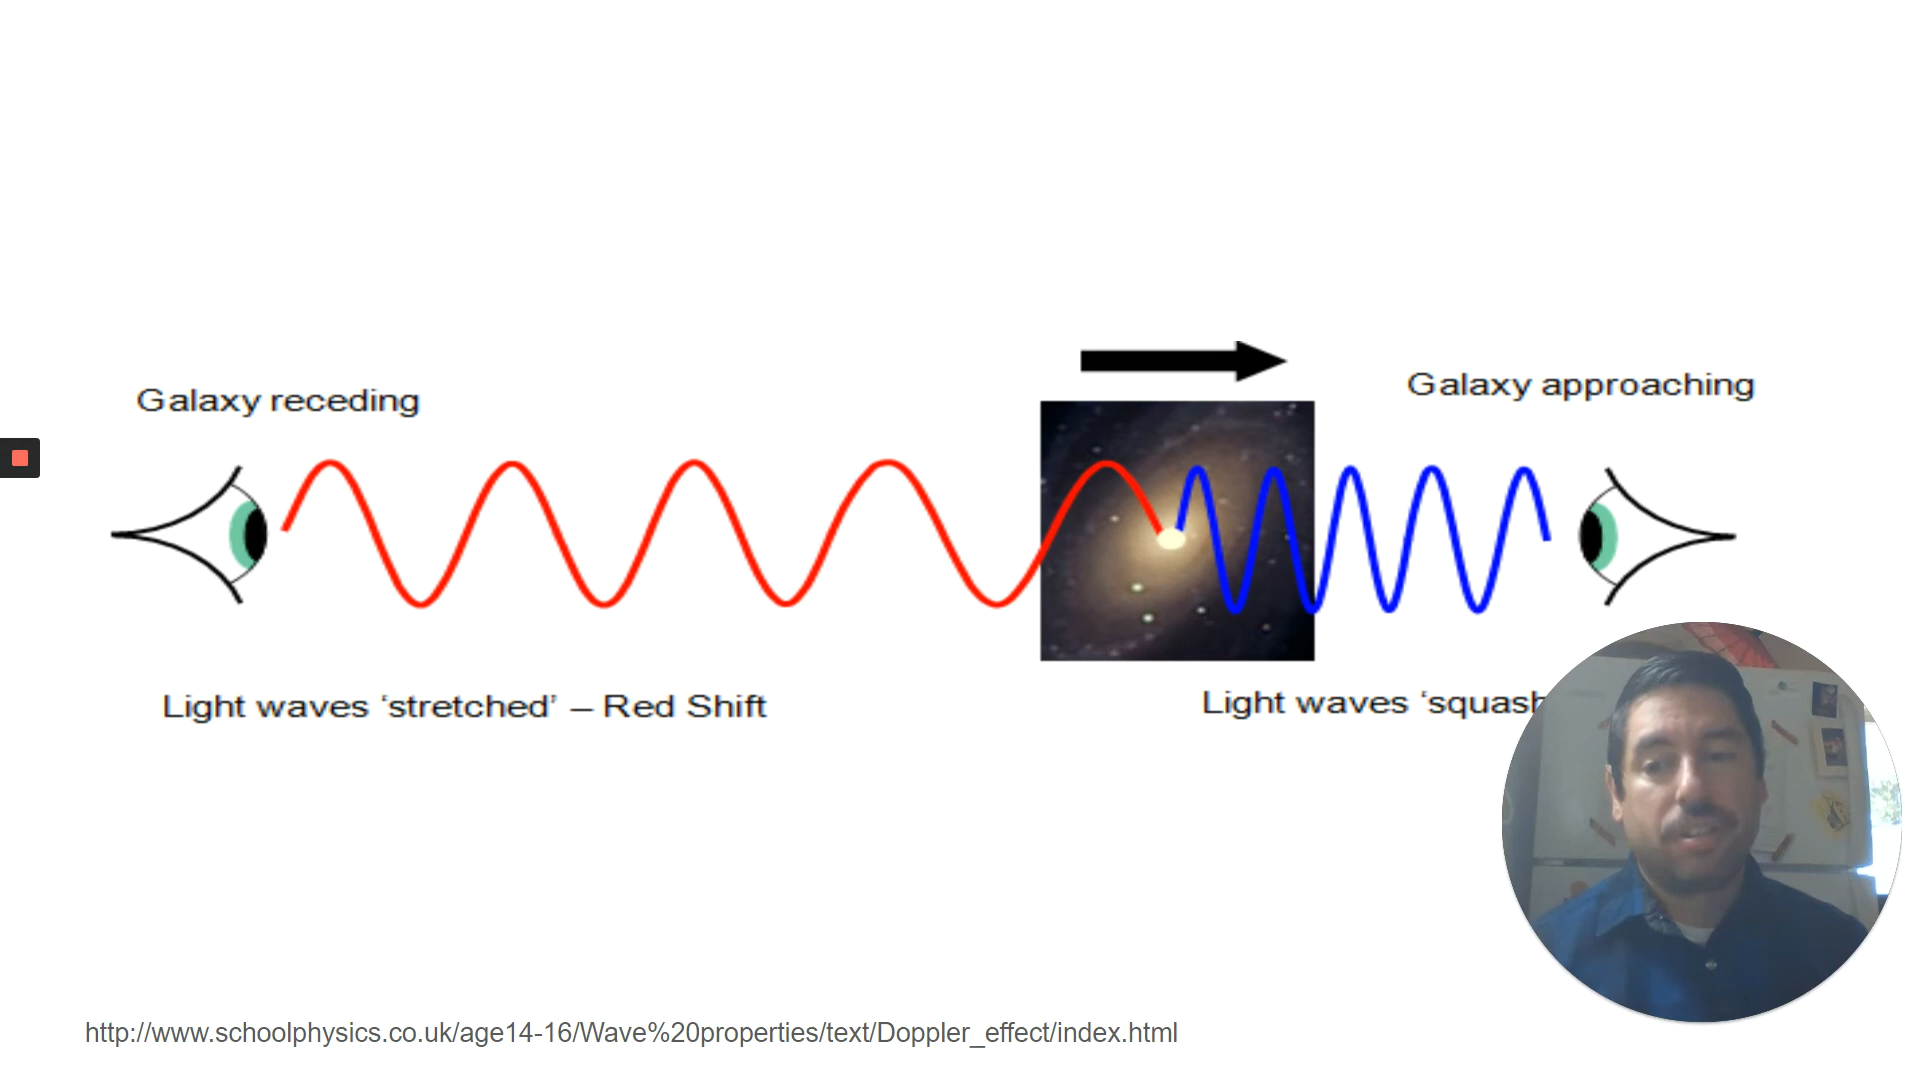 Galaxy receding
Galaxy approaching
Light waves ‘stretched’ – Red Shift
Light waves ‘squash
http://www.schoolphysics.co.uk/age14-16/Wave%20properties/text/Doppler_effect/index.html